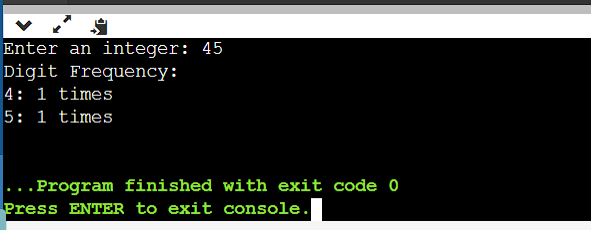 Enter an integer: 45
Digit Frequency:
4: 1 times
5: 1 times
...Program finished with exit code 0
Press ENTER to exit console.